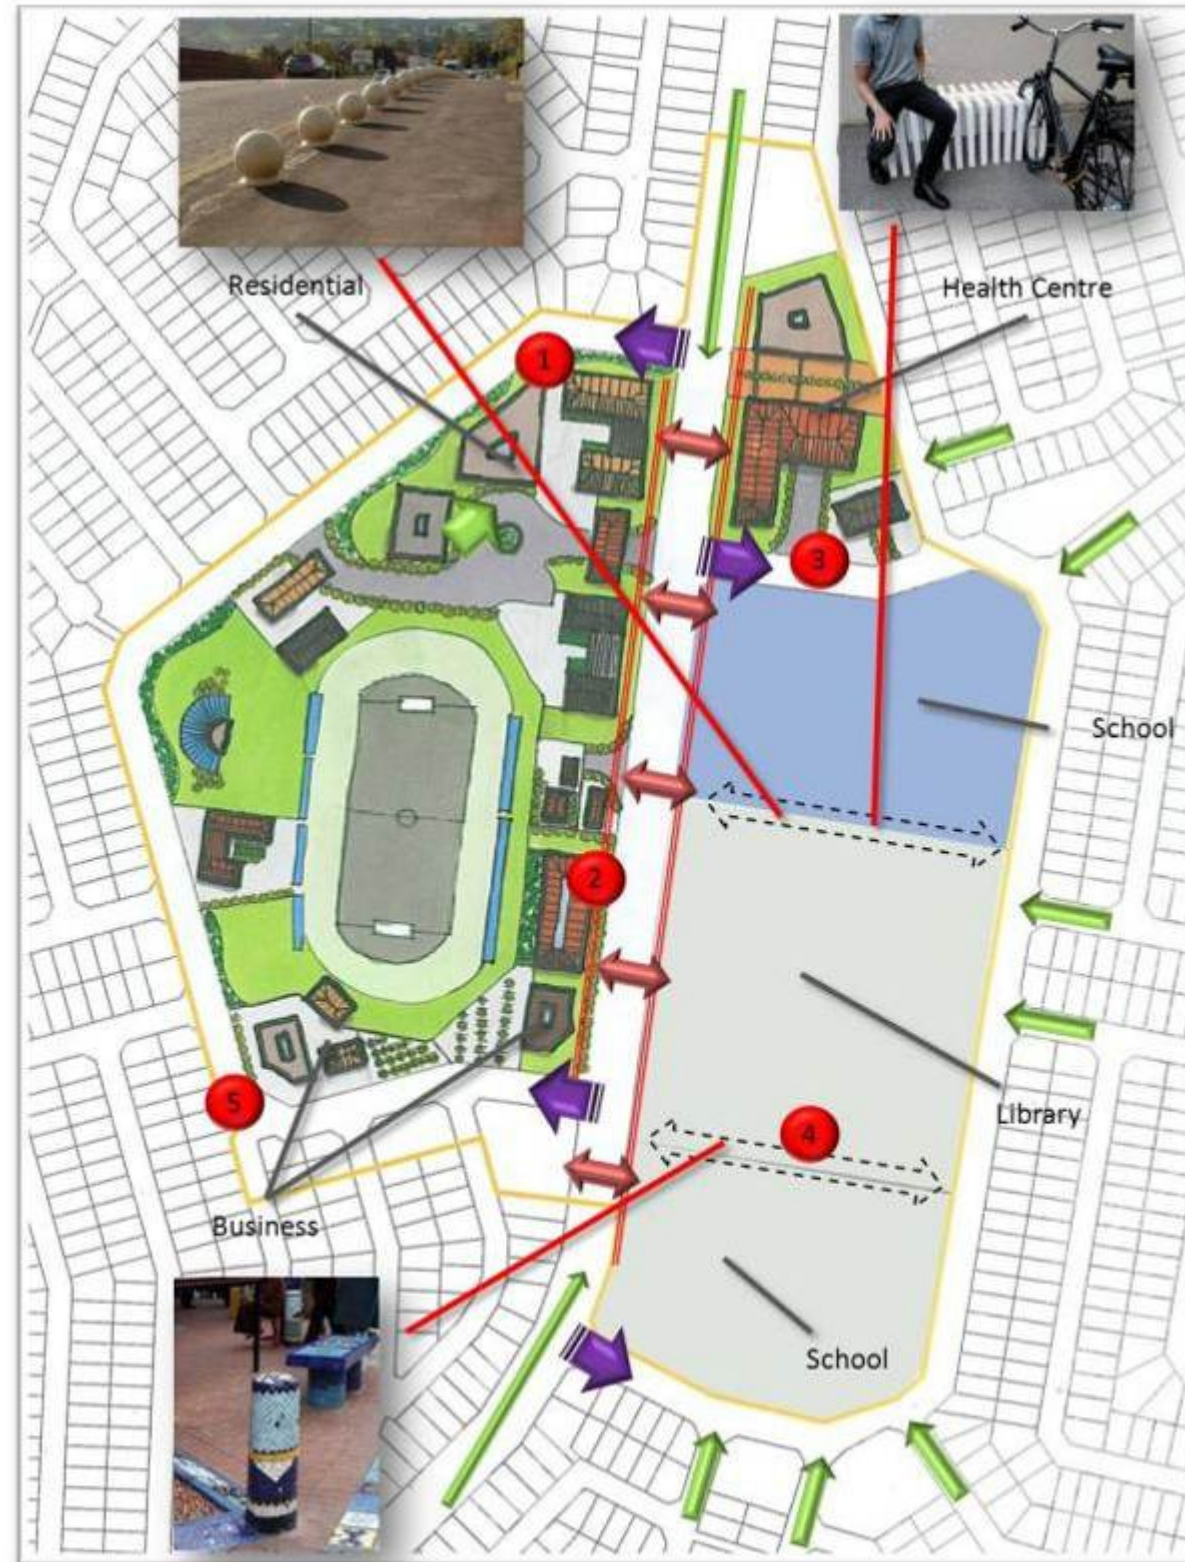 Residential
Health Centre
1
3
School
2
Library
5
4
Business
School